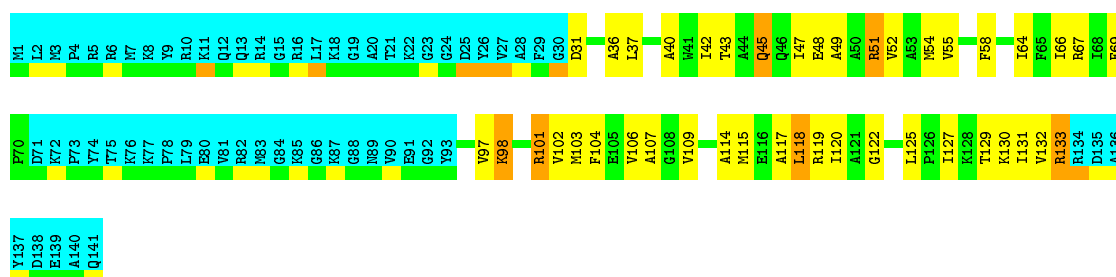 M1 L2 M3 P4 R5 R6 M7 K8 Y9 R10 K11 Q12 Q13 R14 G15 R16 L17 K18 G19 A20 T21 K22 G23 G24 D25 Y26 V27 A28 F29 G30 D31 A36 L37 A40 W41 I42 T43 A44 Q45 Q46 I47 E48 A49 A50 R51 V52 A53 M54 V55 F58 I64 F65 I66 R67 I68
P70 D71 K72 P73 Y74 T75 K76 K77 P78 L79 E80 V81 R82 M83 G84 K85 G86 K87 G88 N89 V90 E91 G92 Y93 V97 K98 R101 V102 M103 F104 E105 V106 A107 G108 V109 A114 M115 E116 A117 L118 R119 I120 A121 G122 L125 P126 I127 K128 T129 K130 I131 V132 R133 R134 D135 A136
Y137 D138 E139 A140 Q141